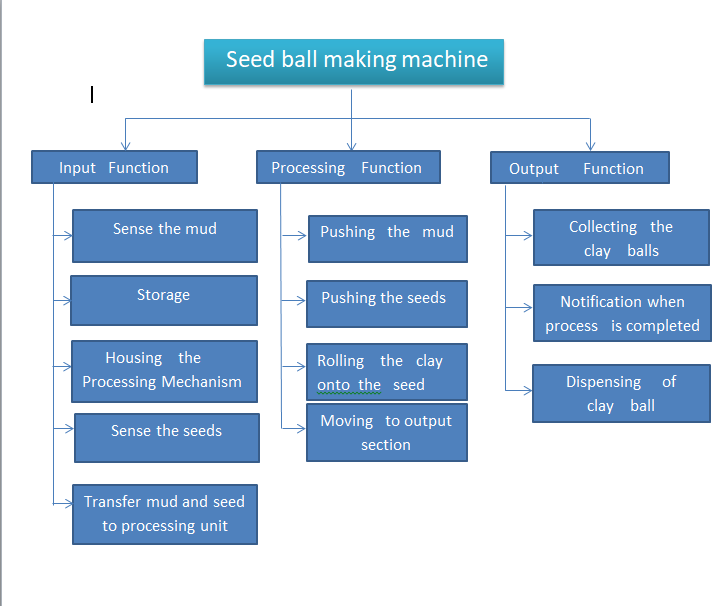 Seed ball making machine
Input Function
Sense the mud
Storage
Housing the
Processing Mechanism
Sense the seeds
Transfer mud and seed
to processing unit
Processing Function
Pushing the mud
Pushing the seeds
Rolling the clay
onto the seed
Moving to output
section
Output Function
Collecting the
clay balls
Notification when
process is completed
Dispensing of
clay ball